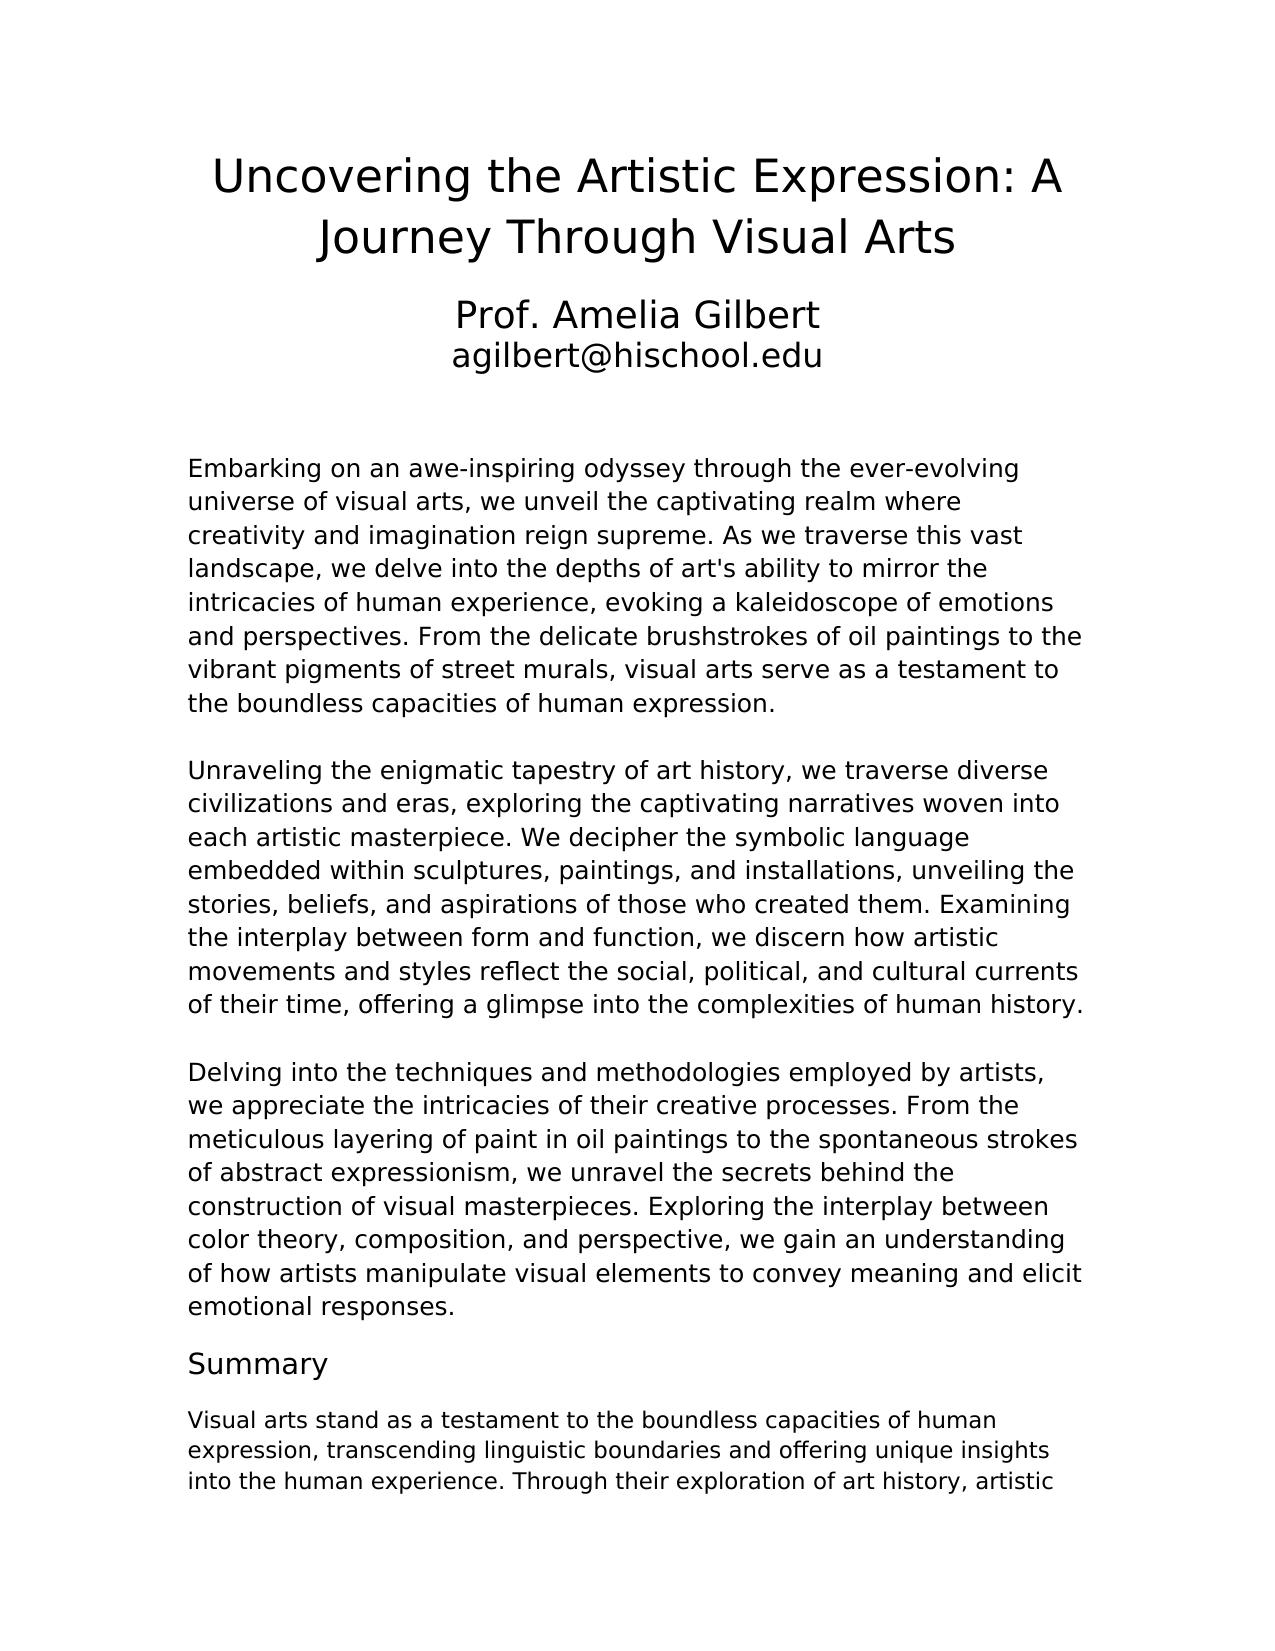 Uncovering the Artistic Expression: A
Journey Through Visual Arts
Prof. Amelia Gilbert
agilbert@hischool.edu
Embarking on an awe-inspiring odyssey through the ever-evolving
universe of visual arts, we unveil the captivating realm where
creativity and imagination reign supreme. As we traverse this vast
landscape, we delve into the depths of art's ability to mirror the
intricacies of human experience, evoking a kaleidoscope of emotions
and perspectives. From the delicate brushstrokes of oil paintings to the
vibrant pigments of street murals, visual arts serve as a testament to
the boundless capacities of human expression.
Unraveling the enigmatic tapestry of art history, we traverse diverse
civilizations and eras, exploring the captivating narratives woven into
each artistic masterpiece. We decipher the symbolic language
embedded within sculptures, paintings, and installations, unveiling the
stories, beliefs, and aspirations of those who created them. Examining
the interplay between form and function, we discern how artistic
movements and styles reflect the social, political, and cultural currents
of their time, offering a glimpse into the complexities of human history.
Delving into the techniques and methodologies employed by artists,
we appreciate the intricacies of their creative processes. From the
meticulous layering of paint in oil paintings to the spontaneous strokes
of abstract expressionism, we unravel the secrets behind the
construction of visual masterpieces. Exploring the interplay between
color theory, composition, and perspective, we gain an understanding
of how artists manipulate visual elements to convey meaning and elicit
emotional responses.
Summary
Visual arts stand as a testament to the boundless capacities of human
expression, transcending linguistic boundaries and offering unique insights
into the human experience. Through their exploration of art history, artistic